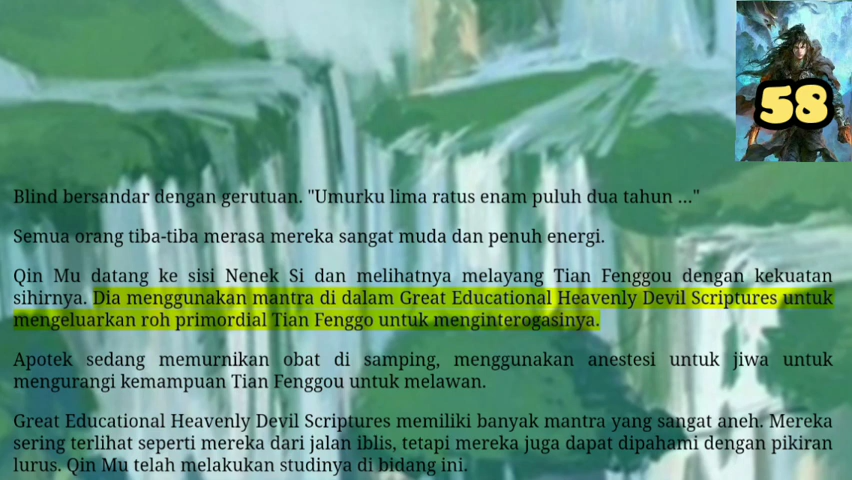 58
Blind bersandar dengan gerutuan. "Umurku lima ratus enam puluh dua tahun ..."
Semua orang tiba-tiba merasa mereka sangat muda dan penuh energi.
Qin Mu datang ke sisi Nenek Si dan melihatnya melayang Tian Fenggou dengan kekuatan
sihirnya. Dia menggunakan mantra di dalam Great Educational Heavenly Devil Scriptures untuk
mengeluarkan roh primordial Tian Fenggo untuk menginterogasinya.
Apotek sedang memurnikan obat di samping, menggunakan anestesi untuk jiwa untuk
mengurangi kemampuan Tian Fenggou untuk melawan.
Great Educational Heavenly Devil Scriptures memiliki banyak mantra yang sangat aneh. Mereka
sering terlihat seperti mereka dari jalan iblis, tetapi mereka juga dapat dipahami dengan pikiran
lurus. Qin Mu telah melakukan studinya di bidang ini.